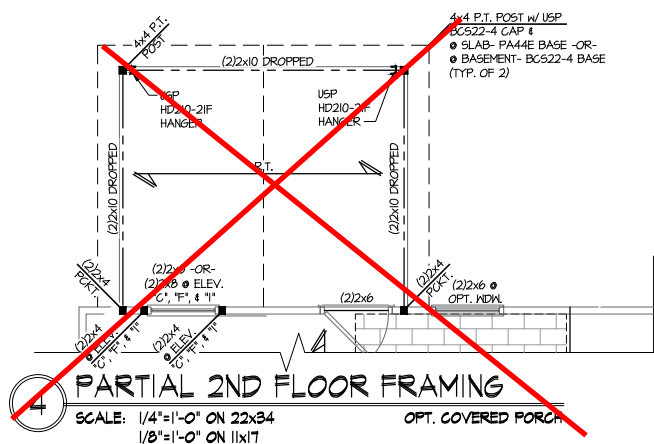 4x4 P.T.
POST
4x4 P.T. POST W/ USP
BCS22-4 CAP &
@ SLAB- PA44E BASE -OR-
@ BASEMENT- BCS22-4 BASE
(TYP. OF 2)
(2)2x10 DROPPED
USP
HD210-2IF
HANGER
USP
HD210-2IF
HANGER
(2)2x10 DROPPED
(2)2x10 DROPPED
P.T.
(2)2x4
PCKT.
-OR-
(2)2x8 @ ELEV.
"C", "F", & "I"
(2)2x6
(2)2x4
PCKT.
(2)2x6 @
OPT. WDW.
(2)2x4
@ ELEV.
"C", "F", & "I"
(2)2x4
@ ELEV.
"C", "F", & "I"
4
PARTIAL 2ND FLOOR FRAMING
SCALE: 1/4"=1'-0" ON 22x34
OPT. COVERED PORCH
1/8"=1'-0" ON 11x17